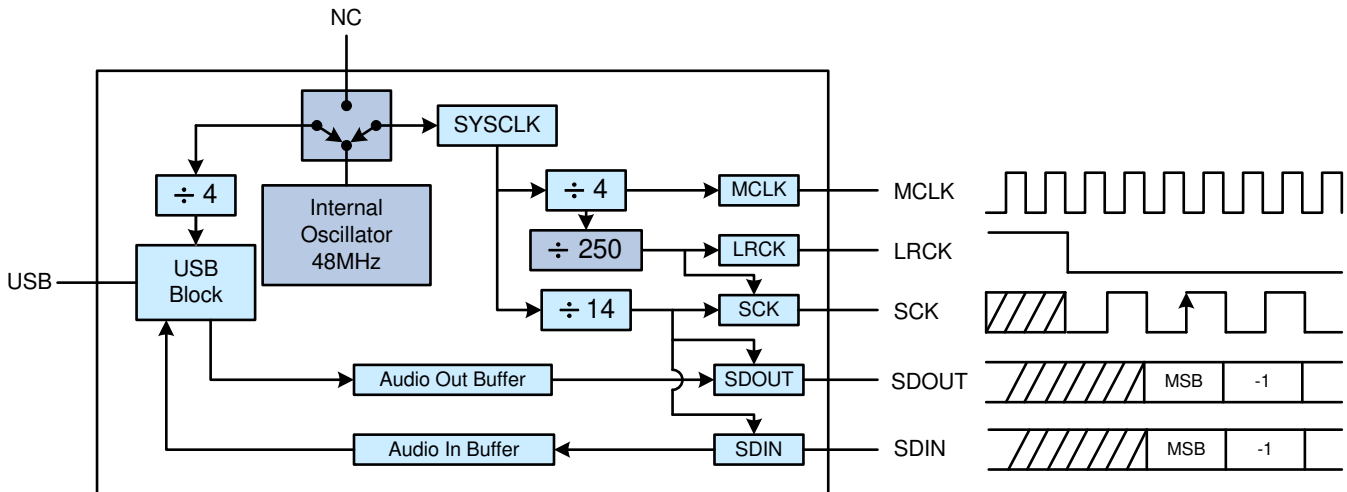 NC
SYSCLK
÷ 4
Internal
Oscillator
48MHz
÷ 4
MCLK
MCLK
÷ 250
LRCK
LRCK
USB
USB
Block
÷ 14
SCK
SCK
Audio Out Buffer
SDOUT
SDOUT
MSB
-1
Audio In Buffer
SDIN
SDIN
MSB
-1